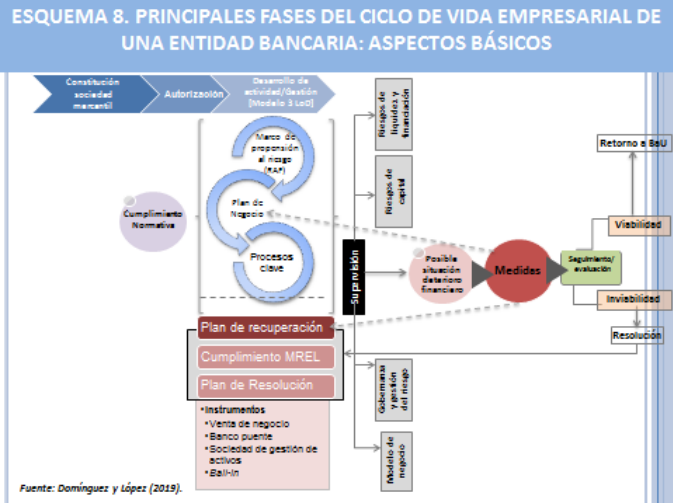 ESQUEMA 8. PRINCIPALES FASES DEL CICLO DE VIDA EMPRESARIAL DE
UNA ENTIDAD BANCARIA: ASPECTOS BÁSICOS
Constitución
sociedad
mercantil
Autorización
Desarrollo de
actividad/Gestión
[Modelo 3 LoD]
Marco de
propensión
al riesgo
(RAF)
Plan de
Negocio
Procesos
clave
Cumplimiento
Normativa
Plan de recuperación
Cumplimiento MREL
Plan de Resolución
•Instrumentos
•Venta de negocio
•Banco puente
•Sociedad de gestión de
activos
•Bail-in
Supervisión
Riesgos de
liquidez y
financiación
Riesgos de
capital
Gobernanza
y gestión
del riesgo
Modelo de
negocio
Posible
situación
deterioro
financiero
Medidas
Seguimiento/
evaluación
Retorno a BaU
Viabilidad
Inviabilidad
Resolución
Fuente: Domínguez y López (2019).